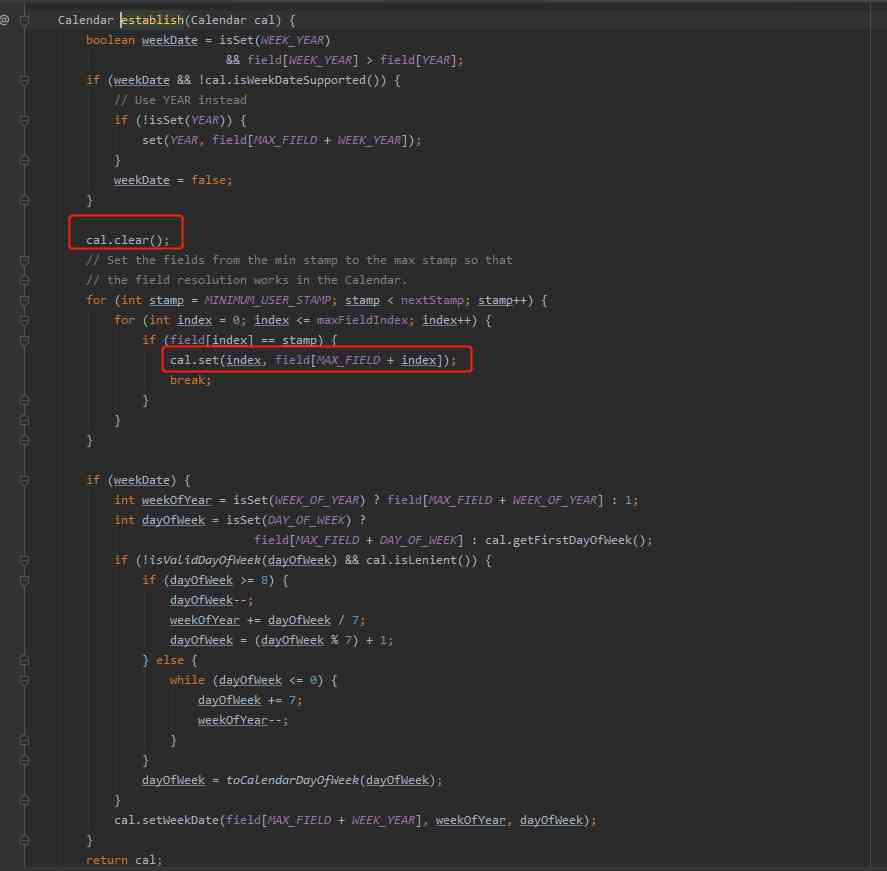 @ Calendar establish(Calendar cal) {
boolean weekDate = isSet(WEEK_YEAR)
&& field[WEEK_YEAR] > field[YEAR];
if (weekDate && !cal.isWeekDateSupported()) {
// Use YEAR instead
if (!isSet(YEAR)) {
set(YEAR, field[MAX_FIELD + WEEK_YEAR]);
}
weekDate = false;
}
cal.clear();
// Set the fields from the min stamp to the max stamp so that
// the field resolution works in the Calendar.
for (int stamp = MINIMUM_USER_STAMP; stamp < nextStamp; stamp++) {
for (int index = 0; index <= maxFieldIndex; index++) {
if (field[index] == stamp) {
cal.set(index, field[MAX_FIELD + index]);
break;
}
}
}
if (weekDate) {
int weekOfYear = isSet(WEEK_OF_YEAR) ? field[MAX_FIELD + WEEK_OF_YEAR] : 1;
int dayOfWeek = isSet(DAY_OF_WEEK) ?
field[MAX_FIELD + DAY_OF_WEEK] : cal.getFirstDayOfWeek();
if (!isValidDayOfWeek(dayOfWeek) && cal.isLenient()) {
if (dayOfWeek >= 8) {
dayOfWeek--;
weekOfYear += dayOfWeek / 7;
dayOfWeek = (dayOfWeek % 7) + 1;
} else {
while (dayOfWeek <= 0) {
dayOfWeek += 7;
weekOfYear--;
}
}
dayOfWeek = toCalendarDayOfWeek(dayOfWeek);
}
cal.setWeekDate(field[MAX_FIELD + WEEK_YEAR], weekOfYear, dayOfWeek);
}
return cal;